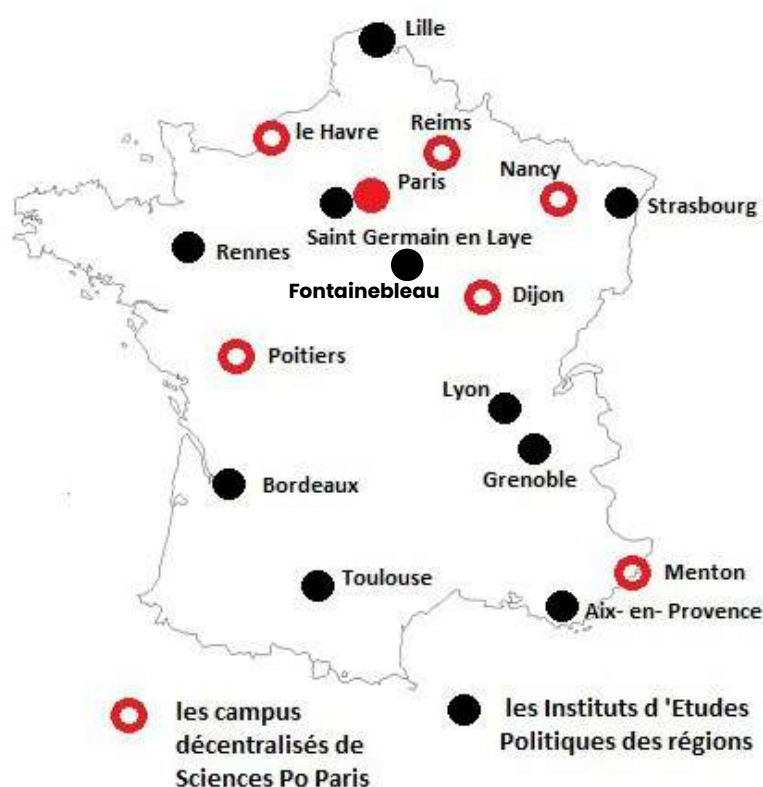 Lille
le Havre
Reims
Nancy
Paris
Strasbourg
Saint Germain en Laye
Rennes
Fontainebleau
Dijon
Poitiers
Lyon
Grenoble
Bordeaux
Menton
Toulouse
Aix- en- Provence
les campus
décentralisés de
Sciences Po Paris
les Instituts d 'Etudes
Politiques des régions